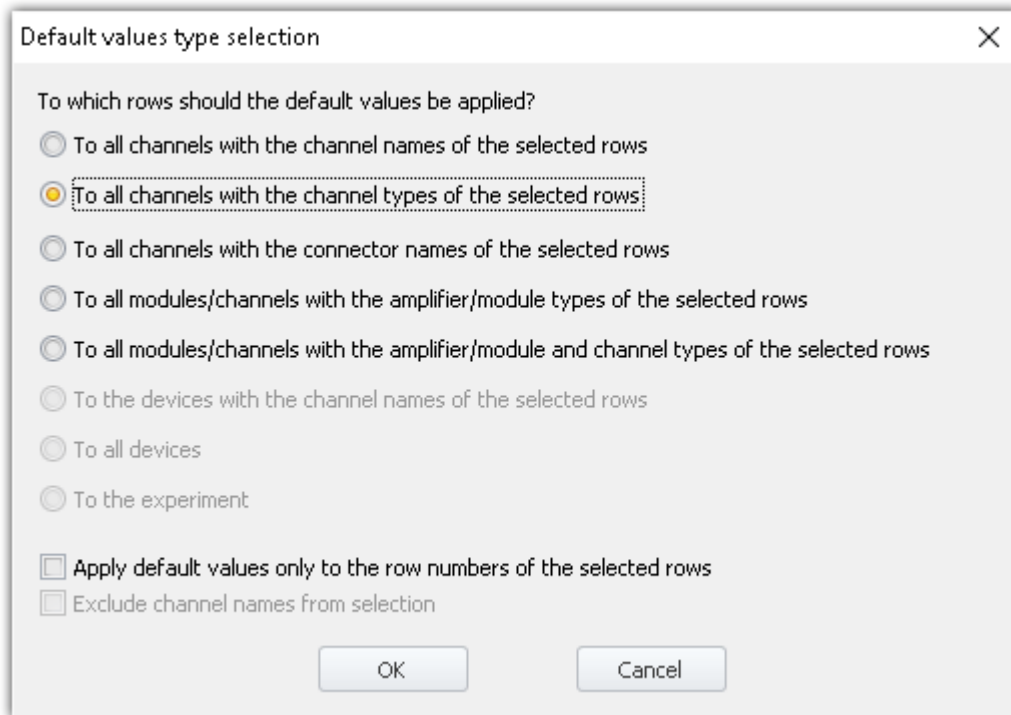 Default values type selection
To which rows should the default values be applied?
To all channels with the channel names of the selected rows
To all channels with the channel types of the selected rows
To all channels with the connector names of the selected rows
To all modules/channels with the amplifier/module types of the selected rows
To all modules/channels with the amplifier/module and channel types of the selected rows
To the devices with the channel names of the selected rows
To all devices
To the experiment
Apply default values only to the row numbers of the selected rows
Exclude channel names from selection
OK
Cancel